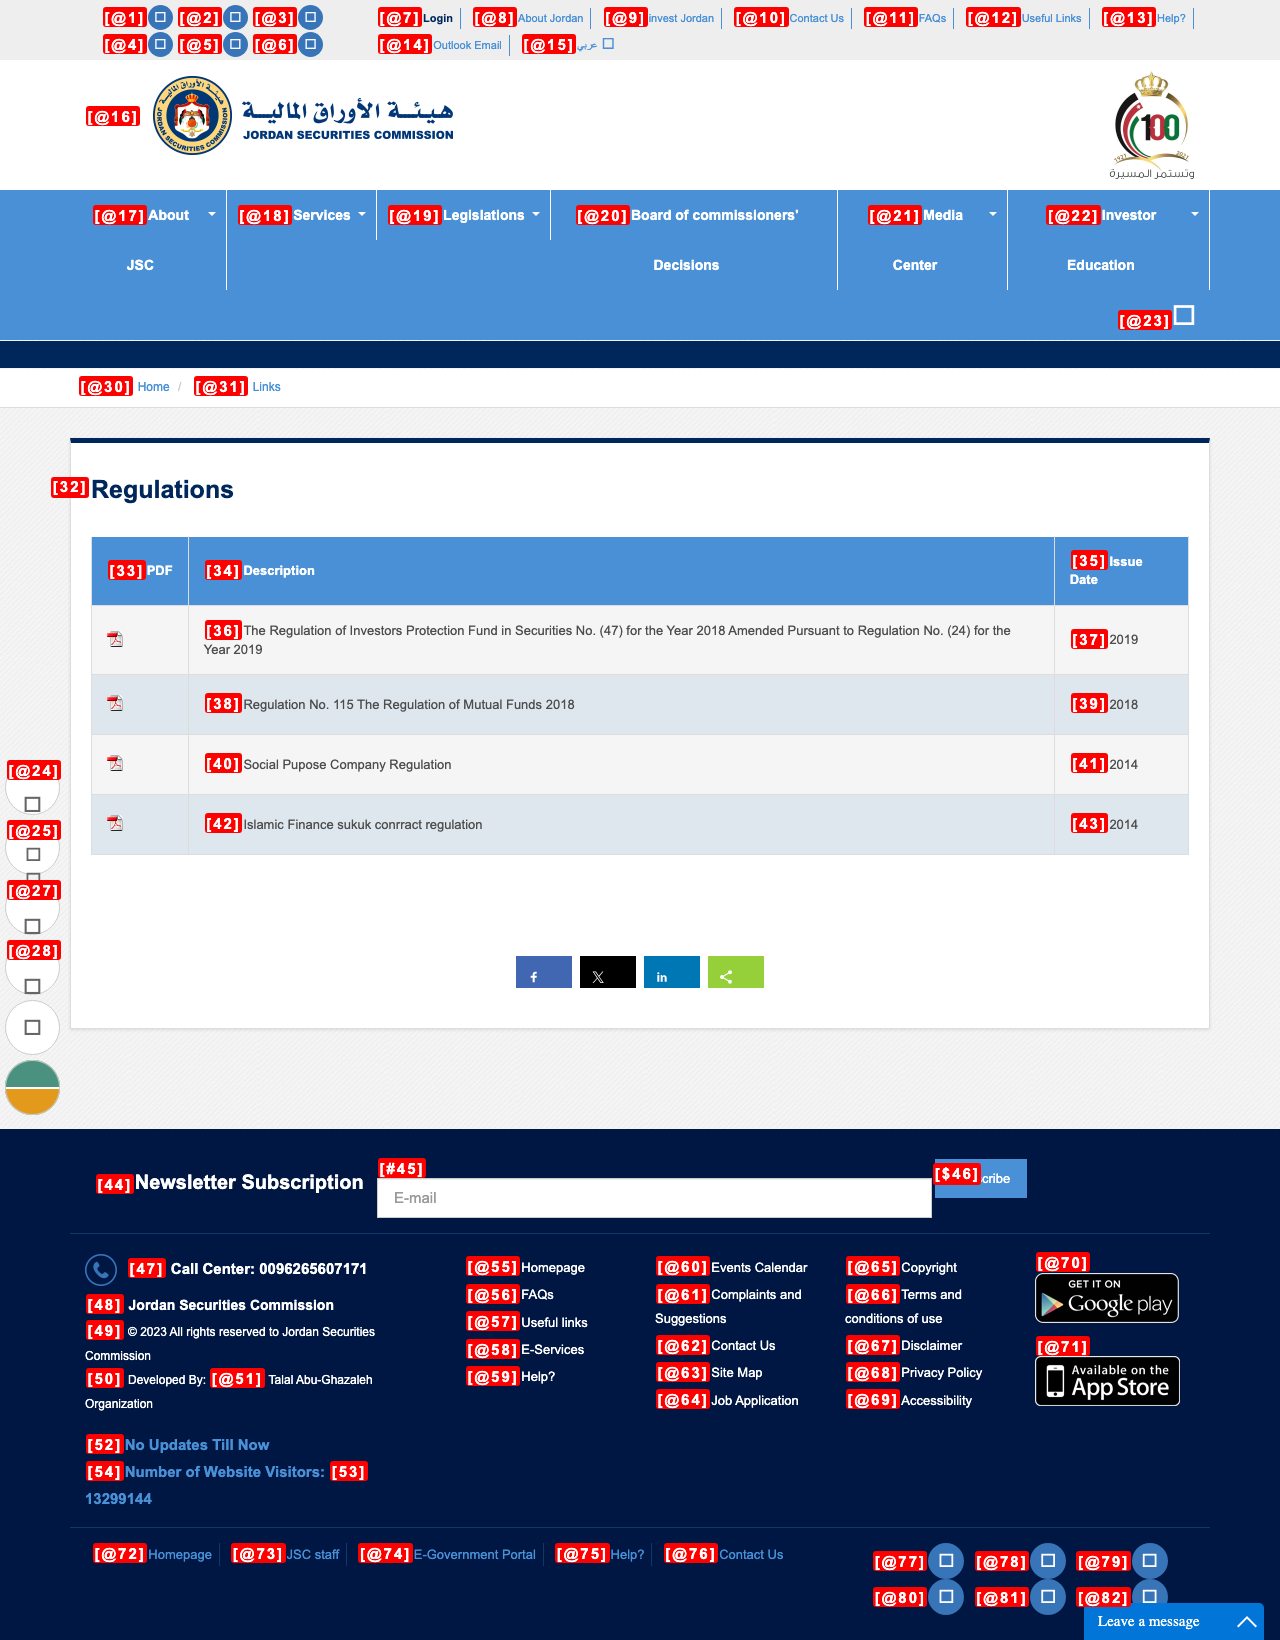 [@1] [@2] [@3] [@7] Login [@8] About Jordan [@9] invest Jordan [@10] Contact Us [@11] FAQs [@12] Useful Links [@13] Help?
[@4] [@5] [@6] [@14] Outlook Email [@15] عربي
[@16] هيئة الأوراق المالية
JORDAN SECURITIES COMMISSION
JORDAN SECURITIES COMMISSION
100
1921 2021
وتستمر المسيرة
[@17] About JSC
[@18] Services
[@19] Legislations
[@20] Board of commissioners'
Decisions
[@21] Media
Center
[@22] Investor
Education
[@23]
[@30] Home / [@31] Links
[32] Regulations
[33] PDF [34] Description [35] Issue
Date
[36] The Regulation of Investors Protection Fund in Securities No. (47) for the Year 2018 Amended Pursuant to Regulation No. (24) for the
Year 2019
[37] 2019
[38] Regulation No. 115 The Regulation of Mutual Funds 2018 [39] 2018
[40] Social Pupose Company Regulation [41] 2014
[42] Islamic Finance sukuk conrract regulation [43] 2014
[@24]
[@25]
[@27]
[@28]
[44] Newsletter Subscription [#45] E-mail [$46] cribe
[47] Call Center: 0096265607171
[48] Jordan Securities Commission
[49] © 2023 All rights reserved to Jordan Securities
Commission
[50] Developed By: [@51] Talal Abu-Ghazaleh
Organization
[52] No Updates Till Now
[54] Number of Website Visitors: [53]
13299144
[@55] Homepage
[@56] FAQs
[@57] Useful links
[@58] E-Services
[@59] Help?
[@60] Events Calendar
[@61] Complaints and
Suggestions
[@62] Contact Us
[@63] Site Map
[@64] Job Application
[@65] Copyright
[@66] Terms and
conditions of use
[@67] Disclaimer
[@68] Privacy Policy
[@69] Accessibility
[@70]
GET IT ON
Google play
[@71]
Available on the
App Store
[@72] Homepage [@73] JSC staff [@74] E-Government Portal [@75] Help? [@76] Contact Us
[@77] [@78] [@79]
[@80] [@81] [@82]
Leave a message